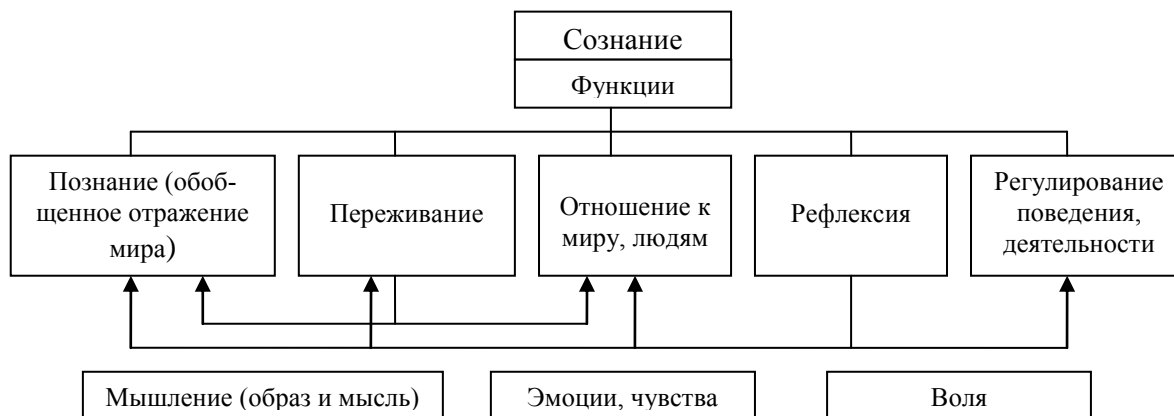 Сознание
Функции
Познание (обоб-
щенное отражение
мира)
Переживание
Отношение к
миру, людям
Рефлексия
Регулирование
поведения,
деятельности
Мышление (образ и мысль)
Эмоции, чувства
Воля